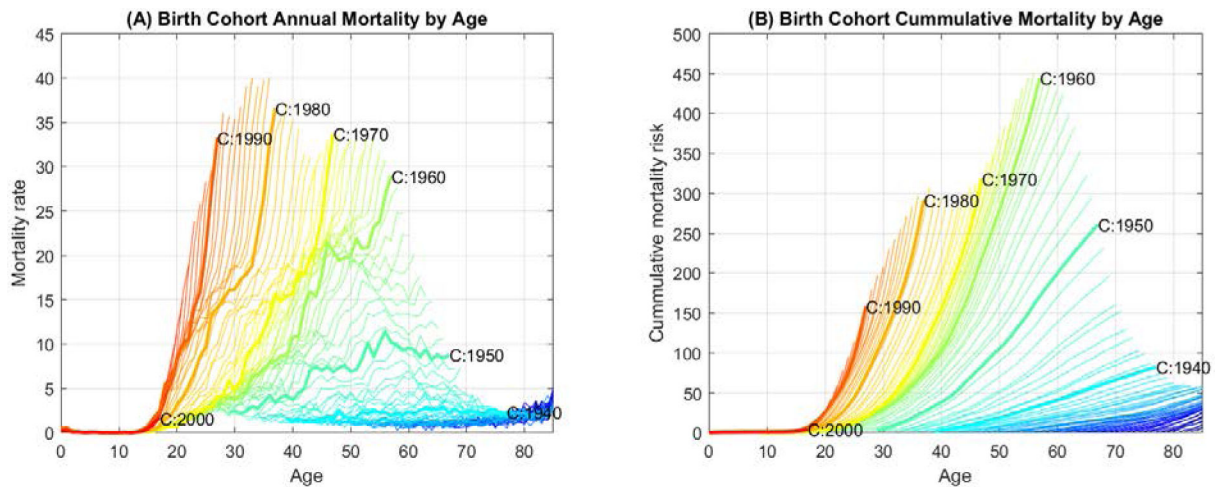 (A) Birth Cohort Annual Mortality by Age
45
40
35
30
25
20
15
10
5
0
Mortality rate
C:1990
C:1980
C:1970
C:1960
C:1950
C:1940
C:2000
0 10 20 30 40 50 60 70 80
Age
(B) Birth Cohort Cummulative Mortality by Age
500
450
400
350
300
250
200
150
100
50
0
Cummulative mortality risk
C:1960
C:1970
C:1980
C:1950
C:1990
C:1940
C:2000
0 10 20 30 40 50 60 70 80
Age